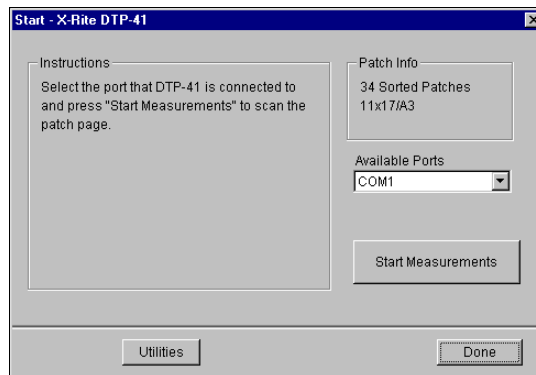 Start - X-Rite DTP-41
Instructions
Select the port that DTP-41 is connected to
and press "Start Measurements" to scan the
patch page.
Patch Info
34 Sorted Patches
11x17/A3
Available Ports
COM1
Start Measurements
Utilities
Done